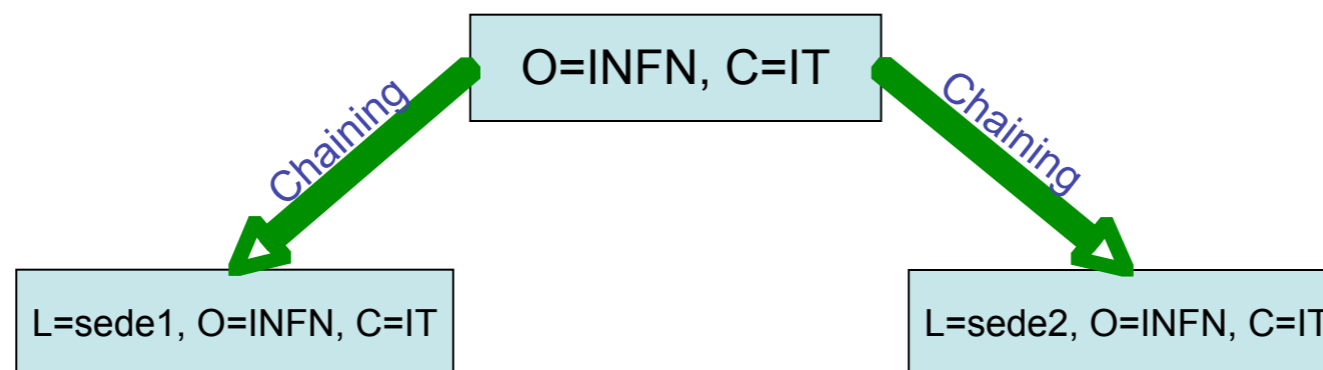 O=INFN, C=IT
Chaining
Chaining
L=sede1, O=INFN, C=IT
L=sede2, O=INFN, C=IT